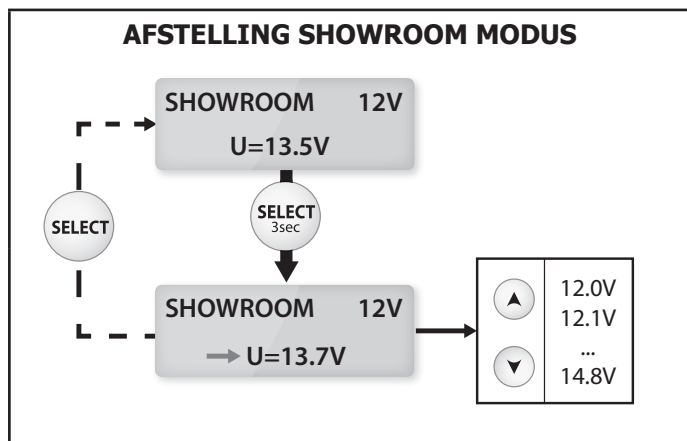 AFSTELLING SHOWROOM MODUS
SHOWROOM 12V
U=13.5V
SELECT
SELECT
3sec
SHOWROOM 12V
U=13.7V
12.0V
12.1V
...
14.8V